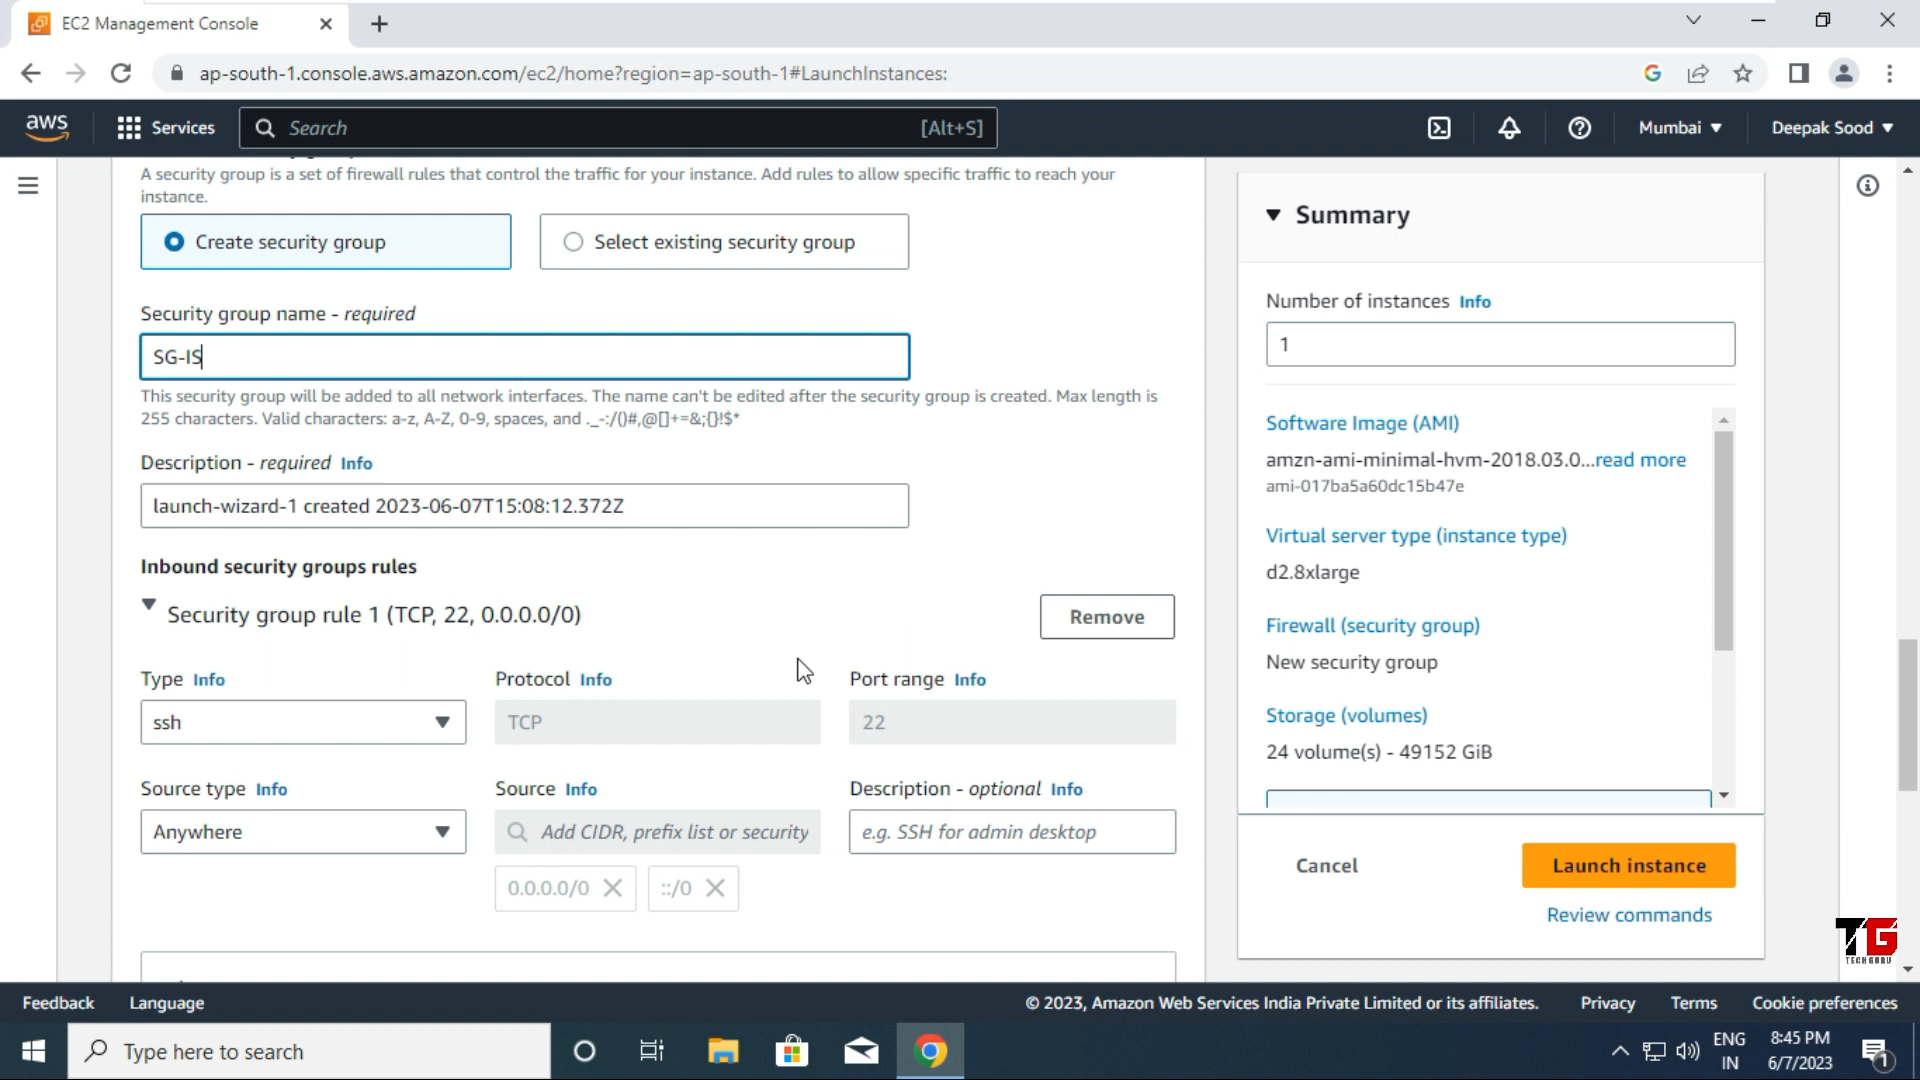 EC2 Management Console
ap-south-1.console.aws.amazon.com/ec2/home?region=ap-south-1#LaunchInstances:
aws
Services
Search
[Alt+S]
Mumbai
Deepak Sood
A security group is a set of firewall rules that control the traffic for your instance. Add rules to allow specific traffic to reach your
instance.
Create security group
Select existing security group
Security group name - required
SG-IS
This security group will be added to all network interfaces. The name can't be edited after the security group is created. Max length is
255 characters. Valid characters: a-z, A-Z, 0-9, spaces, and ._-:/()#,@[]+=&;{}!$*
Description - required Info
launch-wizard-1 created 2023-06-07T15:08:12.372Z
Inbound security groups rules
Security group rule 1 (TCP, 22, 0.0.0.0/0)
Remove
Type Info
Protocol Info
Port range Info
ssh
TCP
22
Source type Info
Source Info
Description - optional Info
Anywhere
Add CIDR, prefix list or security
e.g. SSH for admin desktop
0.0.0.0/0
::/0
Summary
Number of instances Info
1
Software Image (AMI)
amzn-ami-minimal-hvm-2018.03.0...read more
ami-017ba5a60dc15b47e
Virtual server type (instance type)
d2.8xlarge
Firewall (security group)
New security group
Storage (volumes)
24 volume(s) - 49152 GiB
Cancel
Launch instance
Review commands
TG
TECH GURU
Feedback
Language
© 2023, Amazon Web Services India Private Limited or its affiliates.
Privacy
Terms
Cookie preferences
Type here to search
ENG
IN
8:45 PM
6/7/2023
1